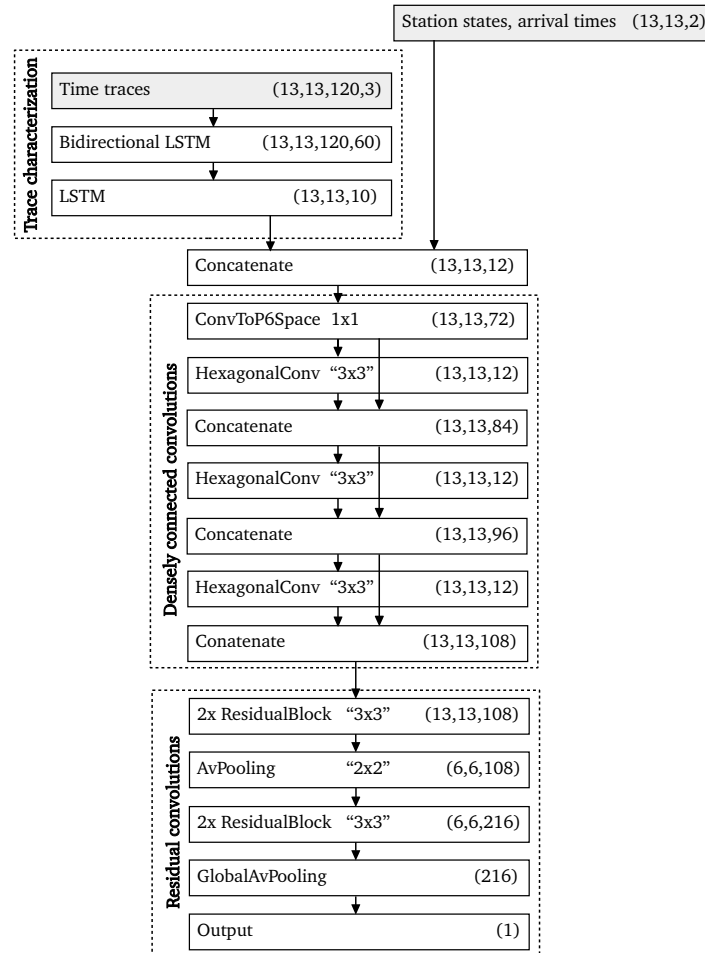 Station states, arrival times (13,13,2)
Trace characterization
Time traces (13,13,120,3)
Bidirectional LSTM (13,13,120,60)
LSTM (13,13,10)
Concatenate (13,13,12)
Densely connected convolutions
ConvToP6Space 1x1 (13,13,72)
HexagonalConv “3x3” (13,13,12)
Concatenate (13,13,84)
HexagonalConv “3x3” (13,13,12)
Concatenate (13,13,96)
HexagonalConv “3x3” (13,13,12)
Conatenate (13,13,108)
Residual convolutions
2x ResidualBlock “3x3” (13,13,108)
AvPooling “2x2” (6,6,108)
2x ResidualBlock “3x3” (6,6,216)
GlobalAvPooling (216)
Output (1)